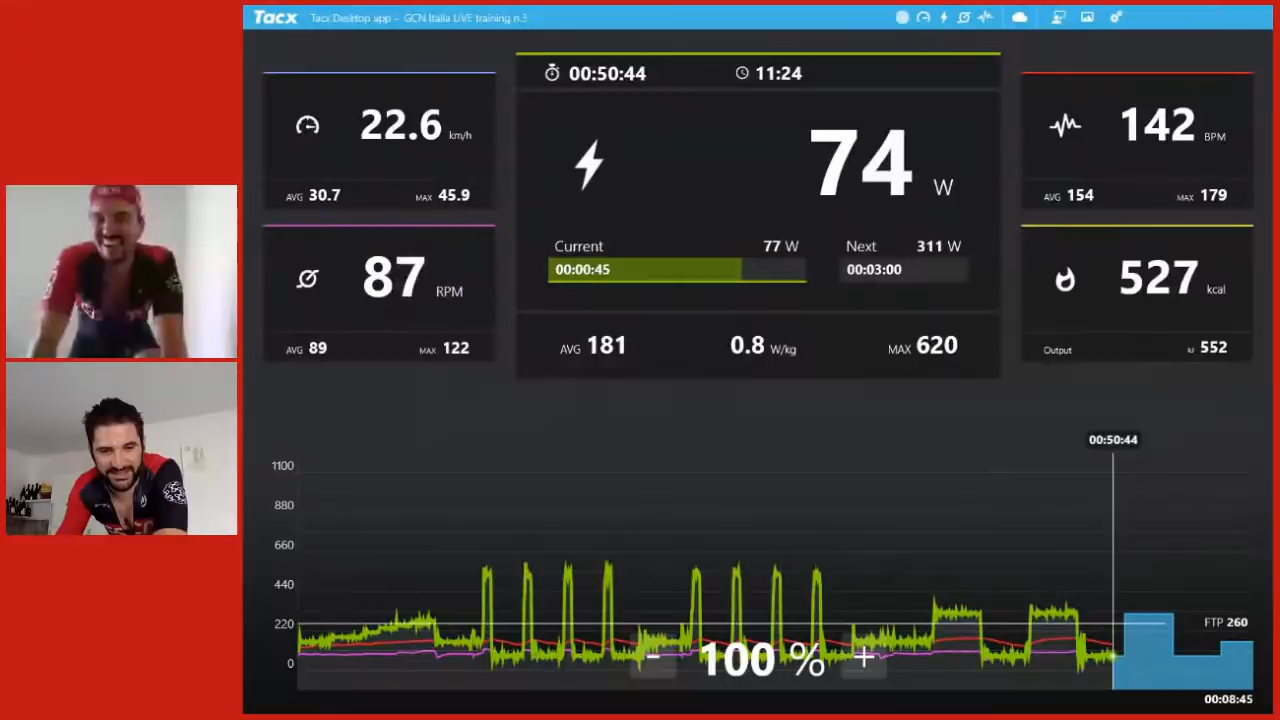 Tacx Tacx Desktop app - GCN Italia LIVE training n.3
00:50:44 11:24
22.6 km/h
AVG 30.7 MAX 45.9
74 W
142 BPM
AVG 154 MAX 179
Current 77 W Next 311 W
00:00:45 00:03:00
87 RPM
AVG 89 MAX 122
527 kcal
Output kJ 552
AVG 181 0.8 W/kg MAX 620
00:50:44
1100
880
660
440
220 FTP 260
0
- 100 % +
00:08:45